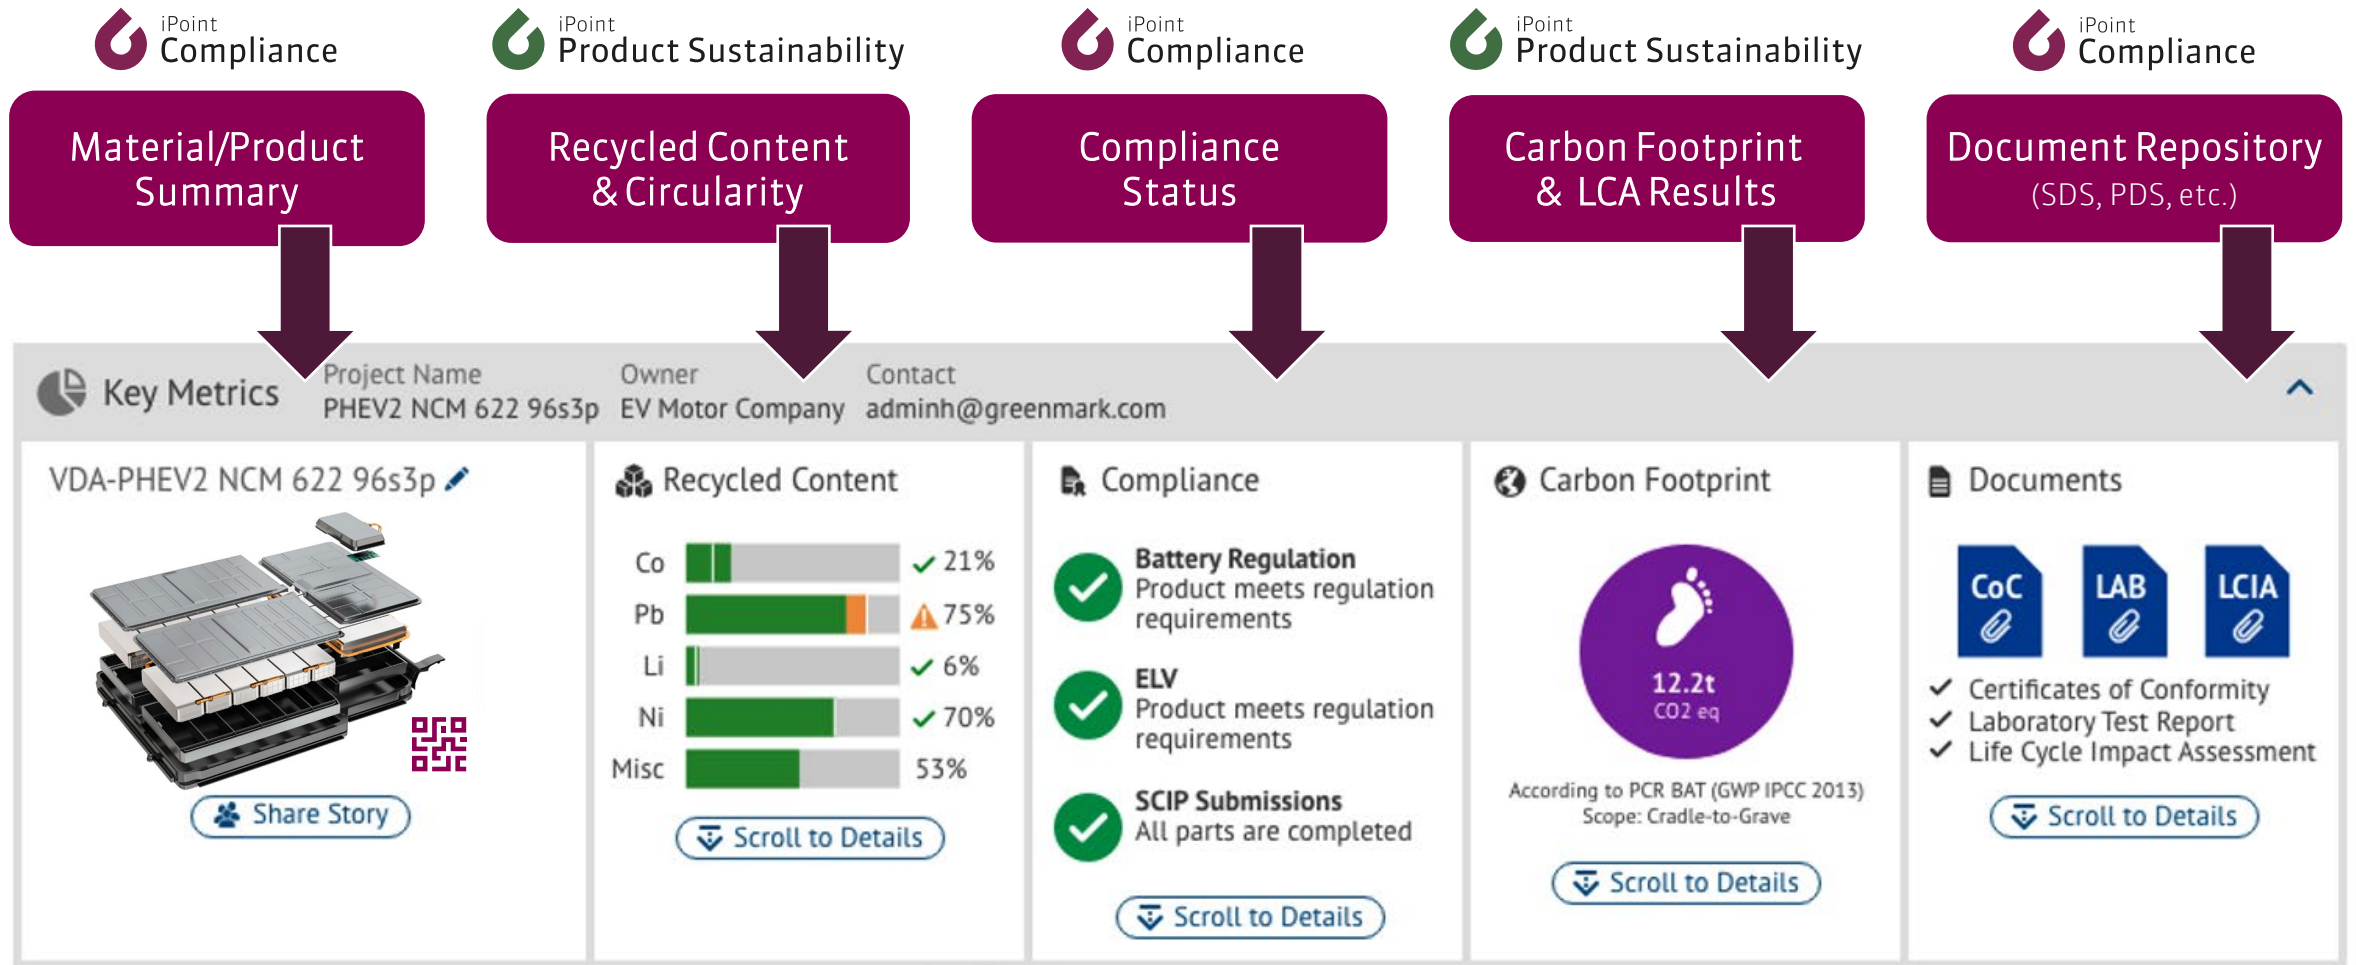 iPoint
Compliance
iPoint
Product Sustainability
iPoint
Compliance
iPoint
Product Sustainability
iPoint
Compliance
Material/Product
Summary
Recycled Content
& Circularity
Compliance
Status
Carbon Footprint
& LCA Results
Document Repository
(SDS, PDS, etc.)
Key Metrics
Project Name
PHEV2 NCM 622 96s3p
Owner
EV Motor Company
Contact
adminh@greenmark.com
VDA-PHEV2 NCM 622 96s3p
Share Story
Recycled Content
Co 21%
Pb 75%
Li 6%
Ni 70%
Misc 53%
Scroll to Details
Compliance
Battery Regulation
Product meets regulation
requirements
ELV
Product meets regulation
requirements
SCIP Submissions
All parts are completed
Scroll to Details
Carbon Footprint
12.2t
CO2 eq
According to PCR BAT (GWP IPCC 2013)
Scope: Cradle-to-Grave
Scroll to Details
Documents
CoC LAB LCIA
Certificates of Conformity
Laboratory Test Report
Life Cycle Impact Assessment
Scroll to Details